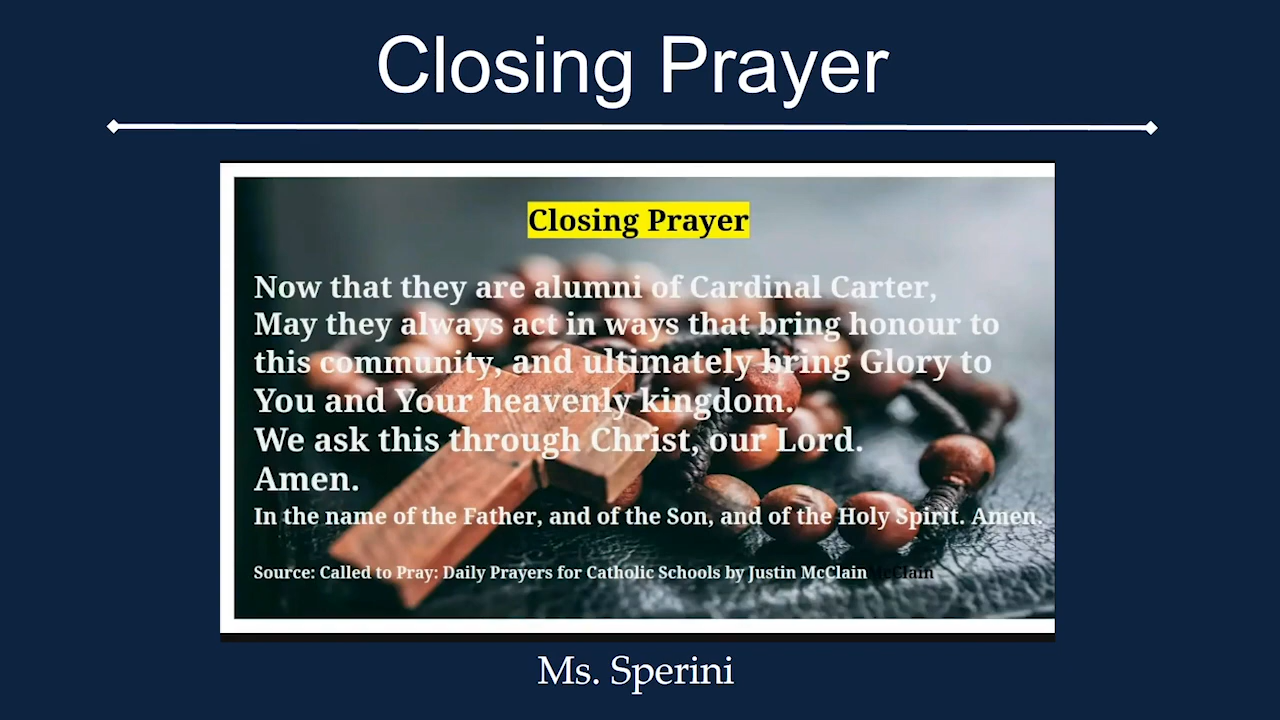 Closing Prayer
Closing Prayer
Now that they are alumni of Cardinal Carter,
May they always act in ways that bring honour to
this community, and ultimately bring Glory to
You and Your heavenly kingdom.
We ask this through Christ, our Lord.
Amen.
In the name of the Father, and of the Son, and of the Holy Spirit. Amen.
Source: Called to Pray: Daily Prayers for Catholic Schools by Justin McClain McClain
Ms. Sperini